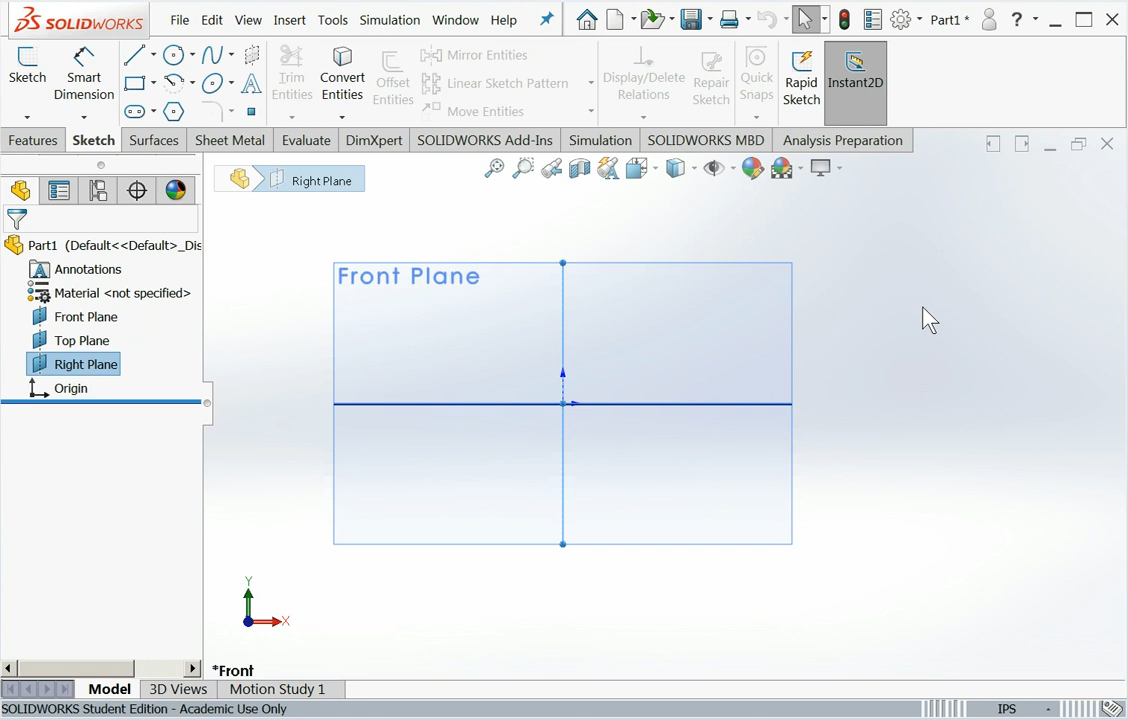 SOLIDWORKS File Edit View Insert Tools Simulation Window Help Part1 * ?
Sketch Smart Dimension Trim Entities Convert Entities Offset Entities Mirror Entities Linear Sketch Pattern Move Entities Display/Delete Relations Repair Sketch Quick Snaps Rapid Sketch Instant2D
Features Sketch Surfaces Sheet Metal Evaluate DimXpert SOLIDWORKS Add-Ins Simulation SOLIDWORKS MBD Analysis Preparation
Right Plane
Part1 (Default<<Default>_Dis
Annotations
Material <not specified>
Front Plane
Top Plane
Right Plane
Origin
Front Plane
Y
X
*Front
Model 3D Views Motion Study 1
SOLIDWORKS Student Edition - Academic Use Only IPS